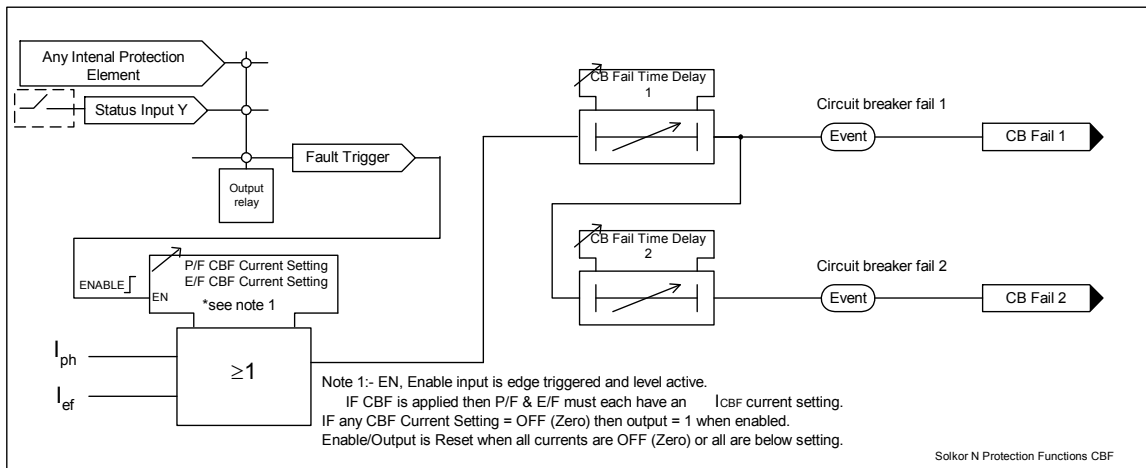 Any Intenal Protection
Element
Status Input Y
Fault Trigger
Output
relay
P/F CBF Current Setting
E/F CBF Current Setting
ENABLE
EN
*see note 1
Iph
Ief
≥1
CB Fail Time Delay
1
Circuit breaker fail 1
Event
CB Fail 1
CB Fail Time Delay
2
Circuit breaker fail 2
Event
CB Fail 2
Note 1:- EN, Enable input is edge triggered and level active.
IF CBF is applied then P/F & E/F must each have an ICBF current setting.
IF any CBF Current Setting = OFF (Zero) then output = 1 when enabled.
Enable/Output is Reset when all currents are OFF (Zero) or all are below setting.
Solkor N Protection Functions CBF